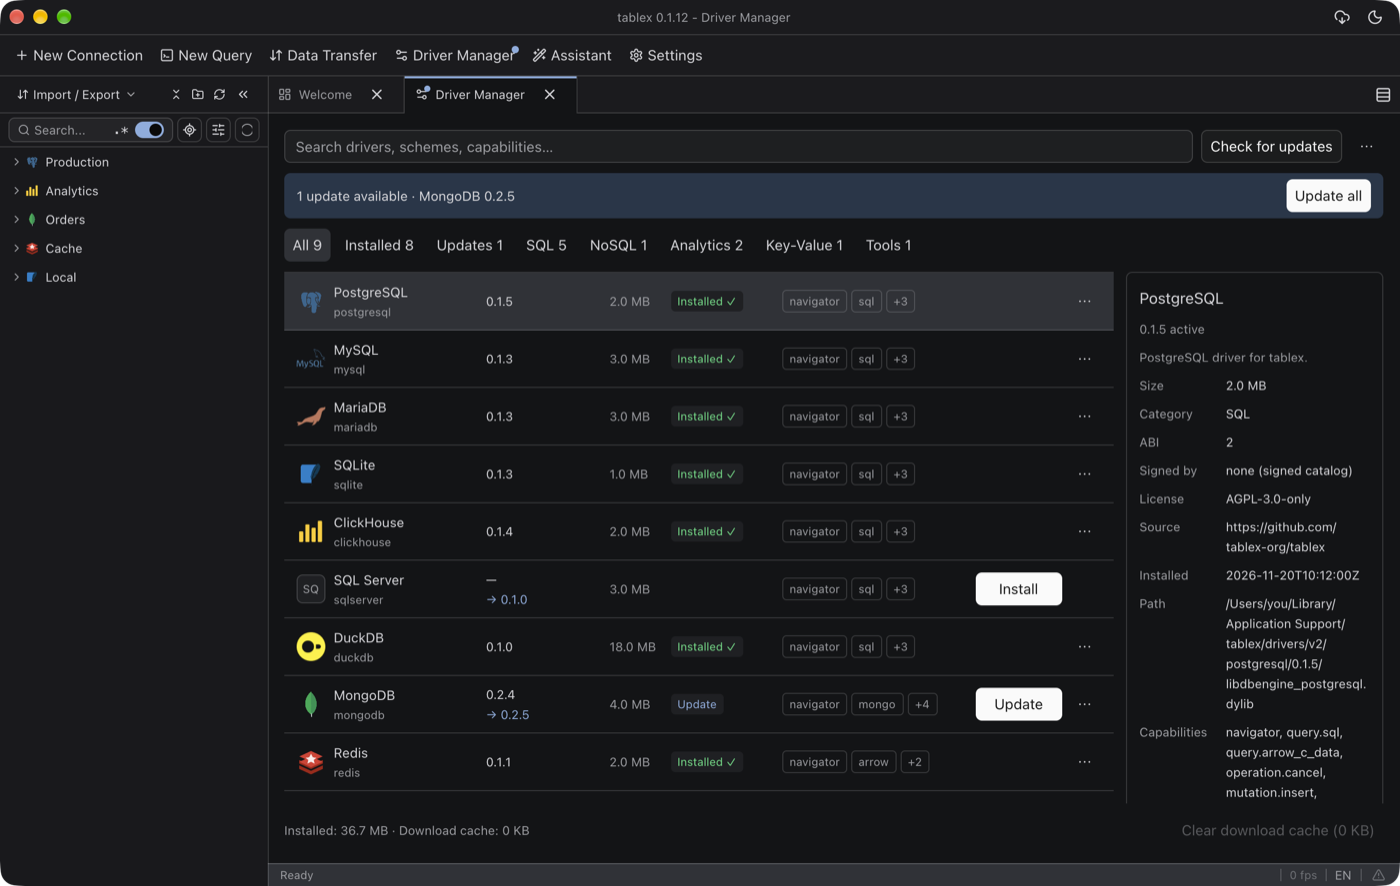 tablex 0.1.12 - Driver Manager
New Connection New Query Data Transfer Driver Manager Assistant Settings
Import / Export
Welcome
Driver Manager
Search... .*
Production
Analytics
Orders
Cache
Local
Search drivers, schemes, capabilities...
Check for updates
...
1 update available · MongoDB 0.2.5
Update all
All 9 Installed 8 Updates 1 SQL 5 NoSQL 1 Analytics 2 Key-Value 1 Tools 1
PostgreSQL
postgresql
0.1.5 2.0 MB Installed ✓ navigator sql +3 ...
MySQL
MySQL
mysql
0.1.3 3.0 MB Installed ✓ navigator sql +3 ...
MariaDB
mariadb
0.1.3 3.0 MB Installed ✓ navigator sql +3 ...
SQLite
sqlite
0.1.3 1.0 MB Installed ✓ navigator sql +3 ...
ClickHouse
clickhouse
0.1.4 2.0 MB Installed ✓ navigator sql +3 ...
SQ
SQL Server
sqlserver
—
→ 0.1.0
3.0 MB navigator sql +3 Install
DuckDB
duckdb
0.1.0 18.0 MB Installed ✓ navigator sql +3 ...
MongoDB
mongodb
0.2.4
→ 0.2.5
4.0 MB Update navigator mongo +4 Update ...
Redis
redis
0.1.1 2.0 MB Installed ✓ navigator arrow +2 ...
PostgreSQL
0.1.5 active
PostgreSQL driver for tablex.
Size 2.0 MB
Category SQL
ABI 2
Signed by none (signed catalog)
License AGPL-3.0-only
Source https://github.com/
tablex-org/tablex
Installed 2026-11-20T10:12:00Z
Path /Users/you/Library/
Application Support/
tablex/drivers/v2/
postgresql/0.1.5/
libdbengine_postgresql.
dylib
Capabilities navigator, query.sql,
query.arrow_c_data,
operation.cancel,
mutation.insert,
Installed: 36.7 MB · Download cache: 0 KB
Clear download cache (0 KB)
Ready
0 fps EN